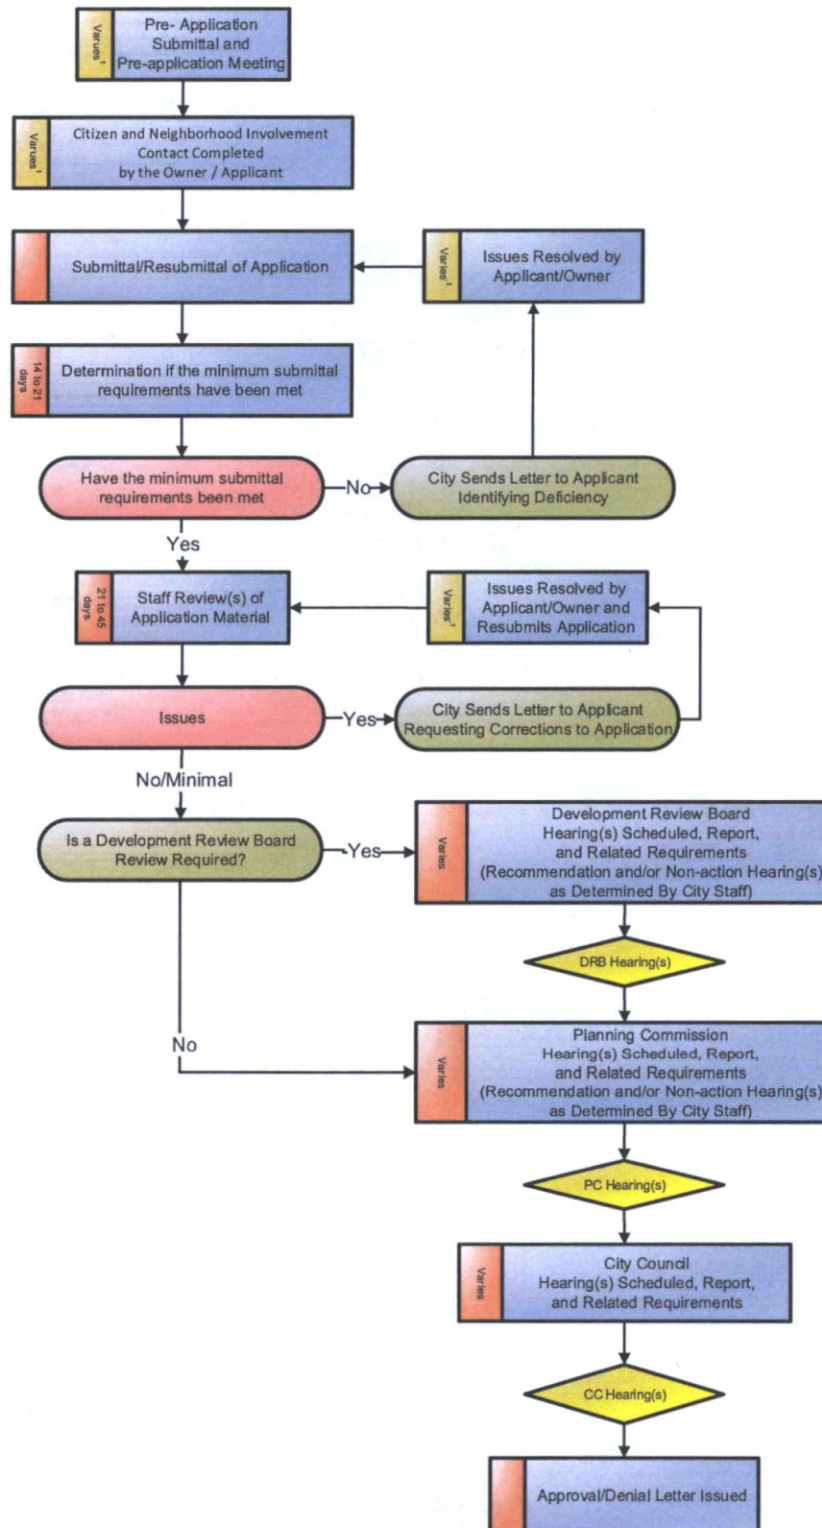 Varues¹
Pre- Application
Submittal and
Pre-application Meeting
Varues¹
Citizen and Neighborhood Involvement
Contact Completed
by the Owner / Applicant
Submittal/Resubmittal of Application
Varies¹
Issues Resolved by
Applicant/Owner
14 to 21
days
Determination if the minimum submittal
requirements have been met
Have the minimum submittal
requirements been met
No
City Sends Letter to Applicant
Identifying Deficiency
Yes
21 to 45
days
Staff Review(s) of
Application Material
Varies¹
Issues Resolved by
Applicant/Owner and
Resubmits Application
Issues
Yes
City Sends Letter to Applicant
Requesting Corrections to Application
No/Minimal
Is a Development Review Board
Review Required?
Yes
Varies
Development Review Board
Hearing(s) Scheduled, Report,
and Related Requirements
(Recommendation and/or Non-action Hearing(s)
as Determined By City Staff)
DRB Hearing(s)
No
Varies
Planning Commission
Hearing(s) Scheduled, Report,
and Related Requirements
(Recommendation and/or Non-action Hearing(s)
as Determined By City Staff)
PC Hearing(s)
Varies
City Council
Hearing(s) Scheduled, Report,
and Related Requirements
CC Hearing(s)
Approval/Denial Letter Issued